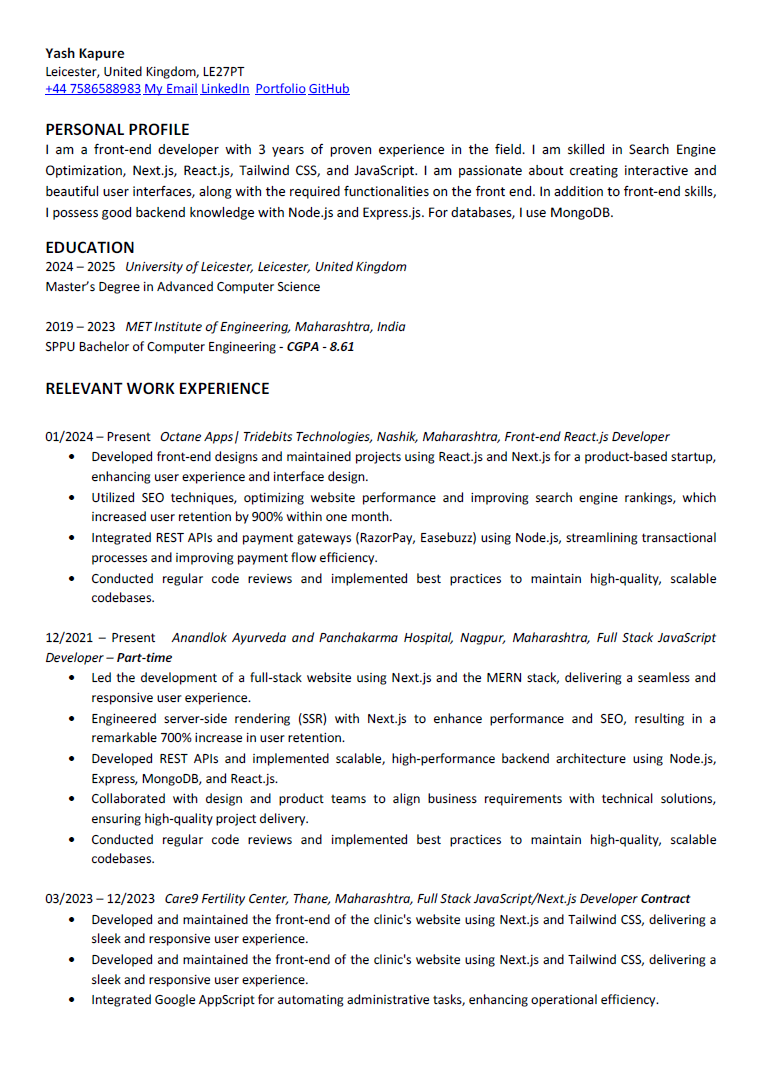 Yash Kapure
Leicester, United Kingdom, LE27PT
+44 7586588983 My Email LinkedIn Portfolio GitHub
PERSONAL PROFILE
I am a front-end developer with 3 years of proven experience in the field. I am skilled in Search Engine
Optimization, Next.js, React.js, Tailwind CSS, and JavaScript. I am passionate about creating interactive and
beautiful user interfaces, along with the required functionalities on the front end. In addition to front-end skills,
I possess good backend knowledge with Node.js and Express.js. For databases, I use MongoDB.
EDUCATION
2024 – 2025 University of Leicester, Leicester, United Kingdom
Master’s Degree in Advanced Computer Science
2019 – 2023 MET Institute of Engineering, Maharashtra, India
SPPU Bachelor of Computer Engineering - CGPA - 8.61
RELEVANT WORK EXPERIENCE
01/2024 – Present Octane Apps| Tridebits Technologies, Nashik, Maharashtra, Front-end React.js Developer
• Developed front-end designs and maintained projects using React.js and Next.js for a product-based startup,
enhancing user experience and interface design.
• Utilized SEO techniques, optimizing website performance and improving search engine rankings, which
increased user retention by 900% within one month.
• Integrated REST APIs and payment gateways (RazorPay, Easebuzz) using Node.js, streamlining transactional
processes and improving payment flow efficiency.
• Conducted regular code reviews and implemented best practices to maintain high-quality, scalable
codebases.
12/2021 – Present Anandlok Ayurveda and Panchakarma Hospital, Nagpur, Maharashtra, Full Stack JavaScript
Developer – Part-time
• Led the development of a full-stack website using Next.js and the MERN stack, delivering a seamless and
responsive user experience.
• Engineered server-side rendering (SSR) with Next.js to enhance performance and SEO, resulting in a
remarkable 700% increase in user retention.
• Developed REST APIs and implemented scalable, high-performance backend architecture using Node.js,
Express, MongoDB, and React.js.
• Collaborated with design and product teams to align business requirements with technical solutions,
ensuring high-quality project delivery.
• Conducted regular code reviews and implemented best practices to maintain high-quality, scalable
codebases.
03/2023 – 12/2023 Care9 Fertility Center, Thane, Maharashtra, Full Stack JavaScript/Next.js Developer Contract
• Developed and maintained the front-end of the clinic's website using Next.js and Tailwind CSS, delivering a
sleek and responsive user experience.
• Developed and maintained the front-end of the clinic's website using Next.js and Tailwind CSS, delivering a
sleek and responsive user experience.
• Integrated Google AppScript for automating administrative tasks, enhancing operational efficiency.